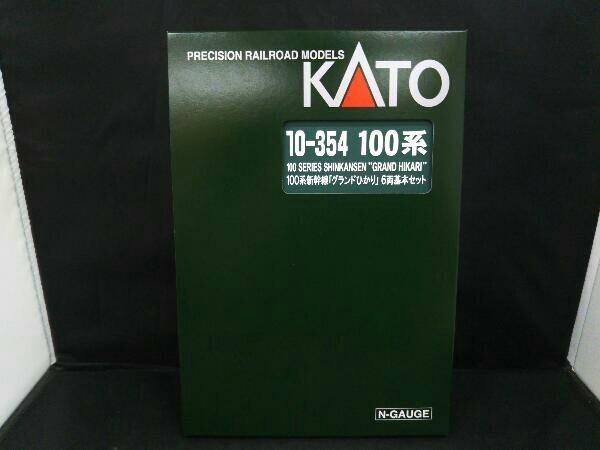 PRECISION RAILROAD MODELS
KATO
10-354 100系
100 SERIES SHINKANSEN "GRAND HIKARI"
100系新幹線「グランドひかり」 6両基本セット
N-GAUGE